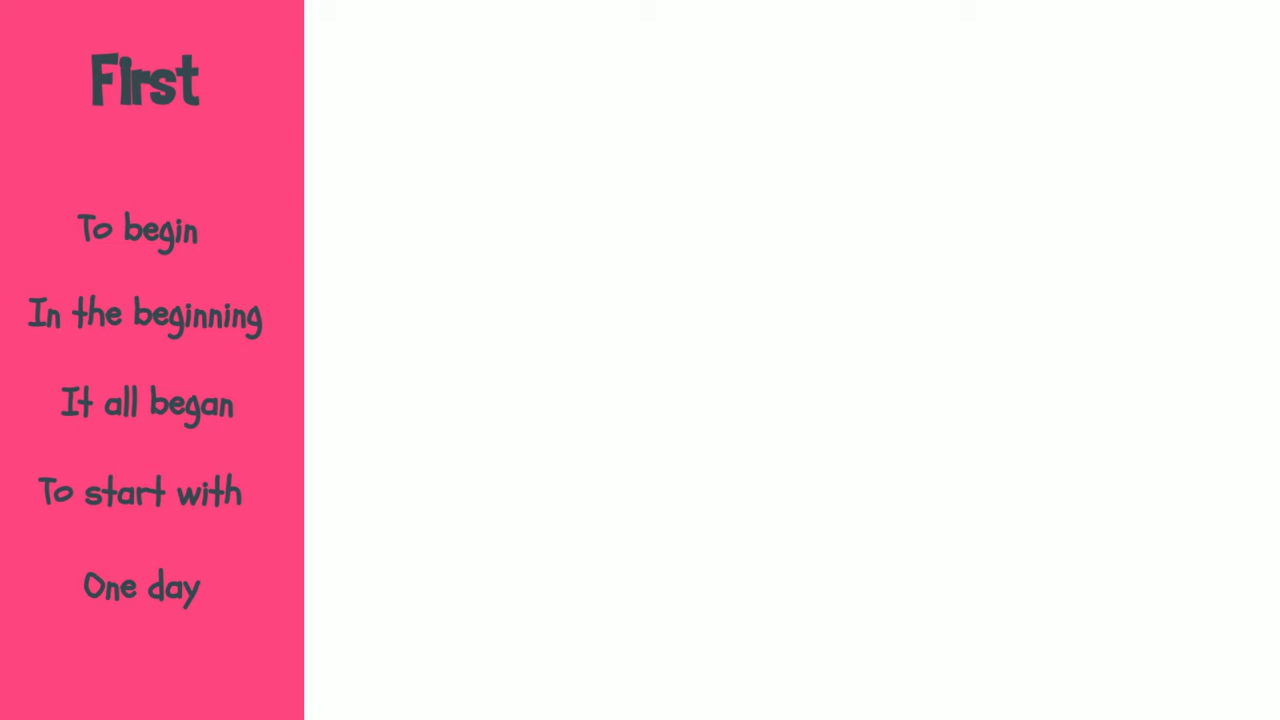 First
To begin
In the beginning
It all began
To start with
One day